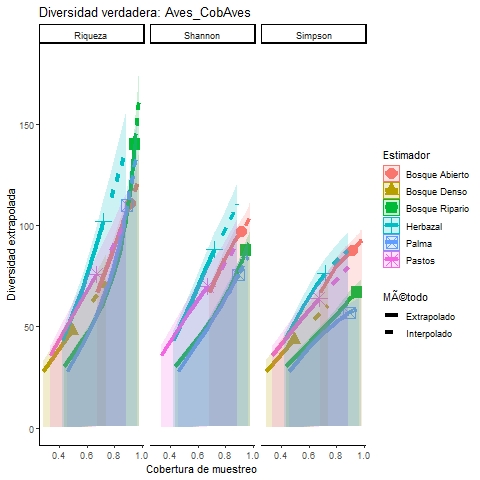 Diversidad verdadera: Aves_CobAves
Riqueza
Shannon
Simpson
Diversidad extrapolada
150
100
50
0
0.4 0.6 0.8 1.0
0.4 0.6 0.8 1.0
0.4 0.6 0.8 1.0
Cobertura de muestreo
Estimador
Bosque Abierto
Bosque Denso
Bosque Ripario
Herbazal
Palma
Pastos
MÃ©todo
Extrapolado
Interpolado